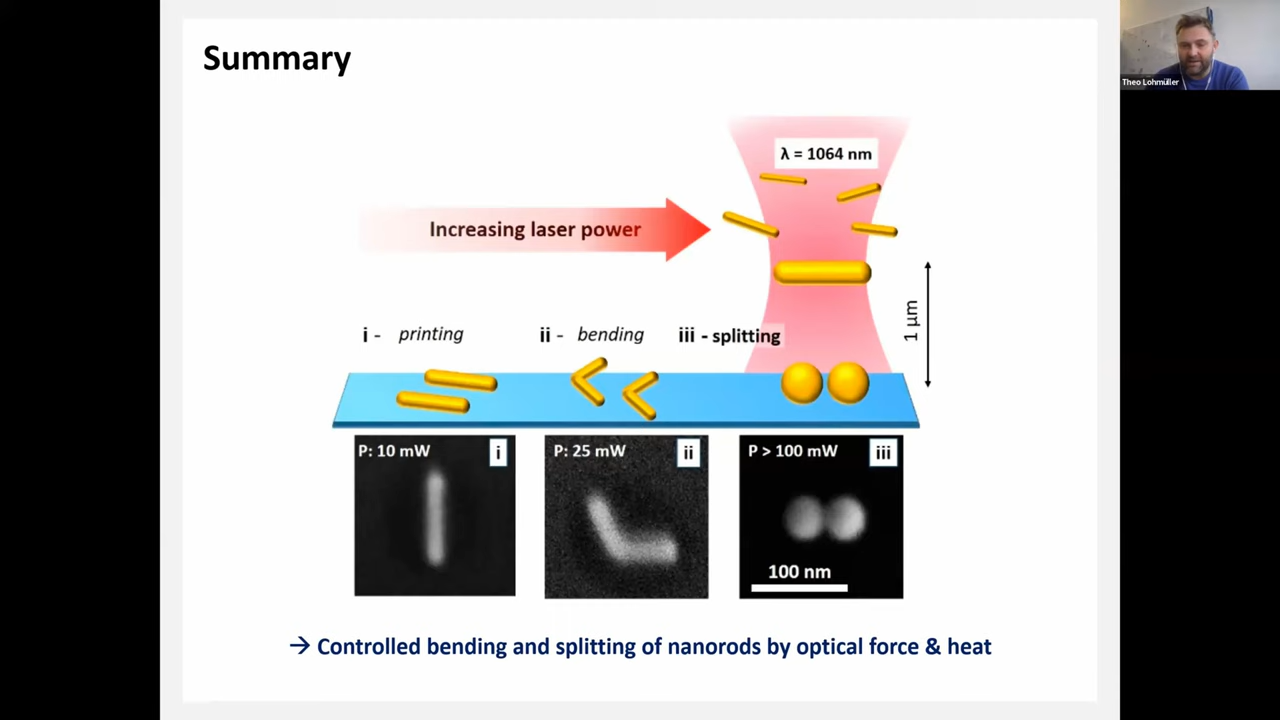 Summary
Theo Lohmüller
λ = 1064 nm
Increasing laser power
1 μm
i - printing
ii - bending
iii - splitting
P: 10 mW
i
P: 25 mW
ii
P > 100 mW
iii
100 nm
→ Controlled bending and splitting of nanorods by optical force & heat